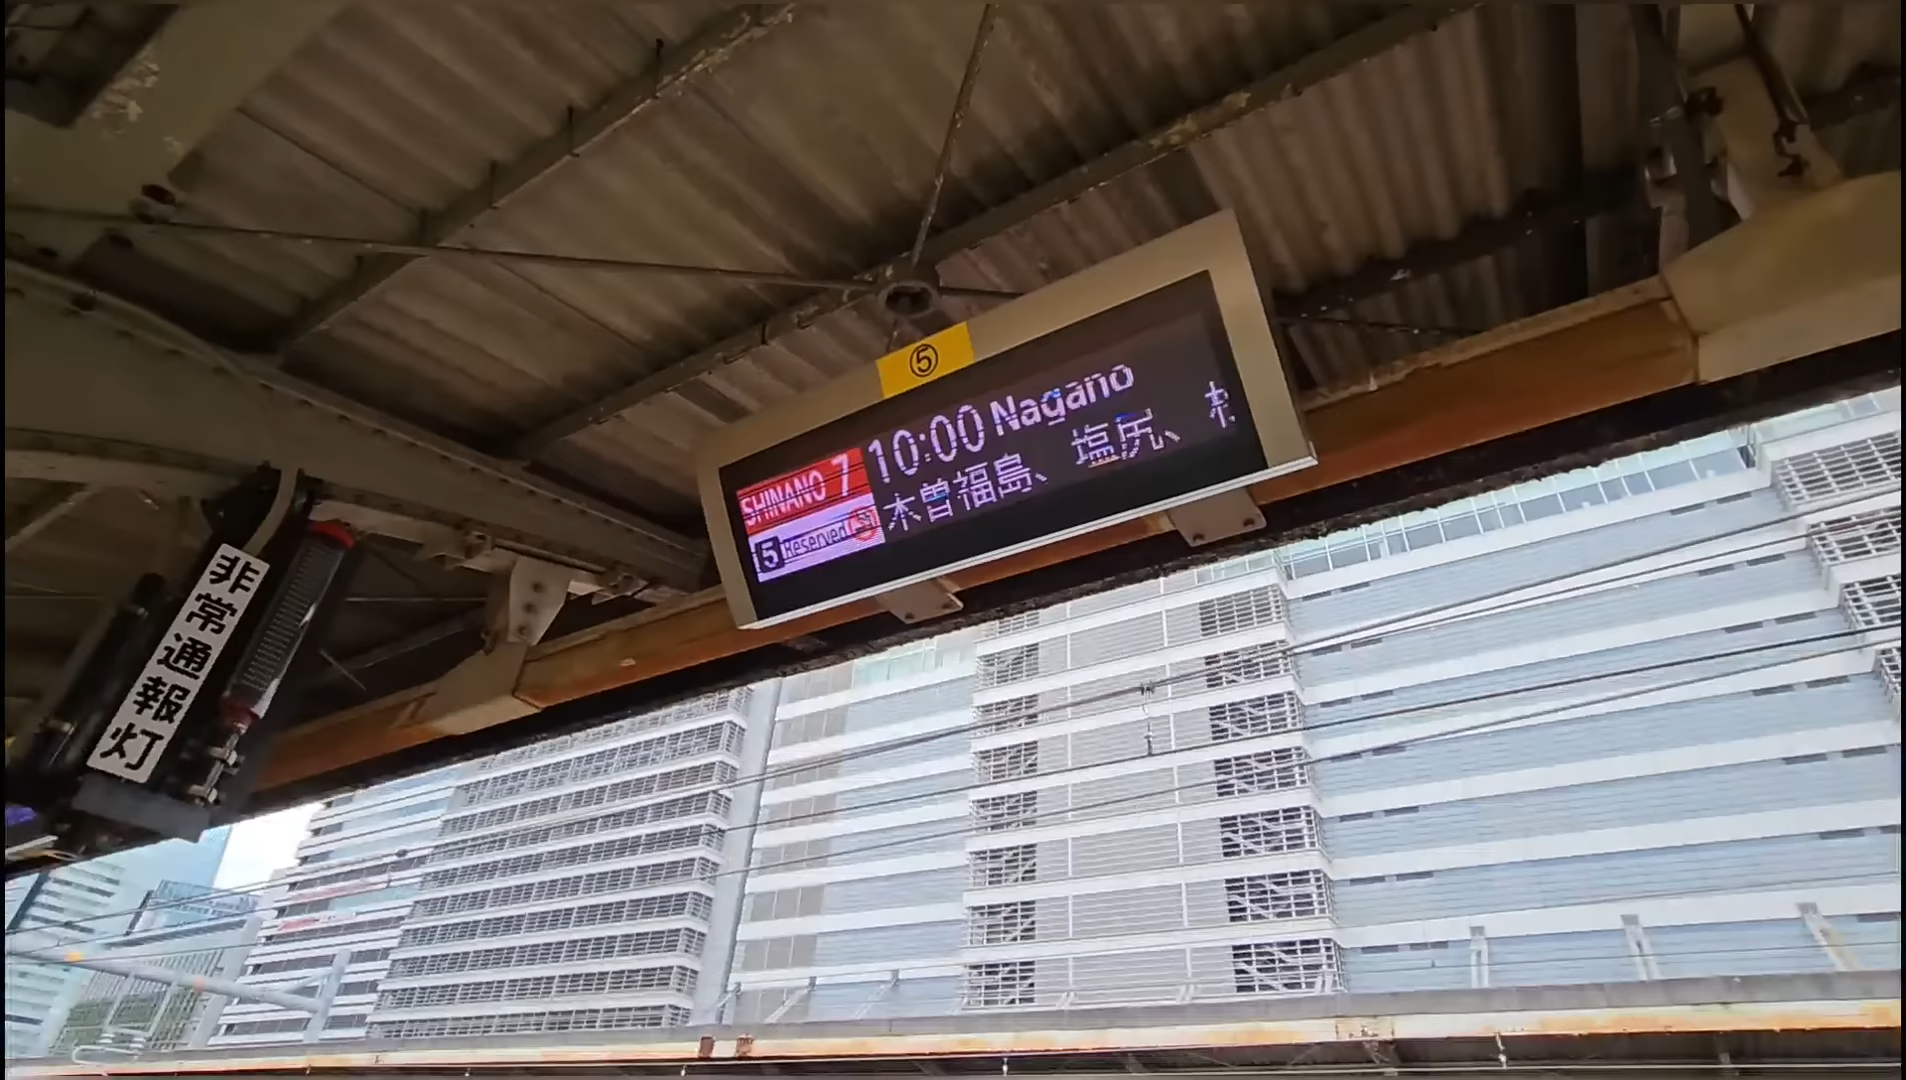 ⑤
SHINANO 7
10:00 Nagano
5 Reserved
木曽福島、塩尻、
非常通報灯